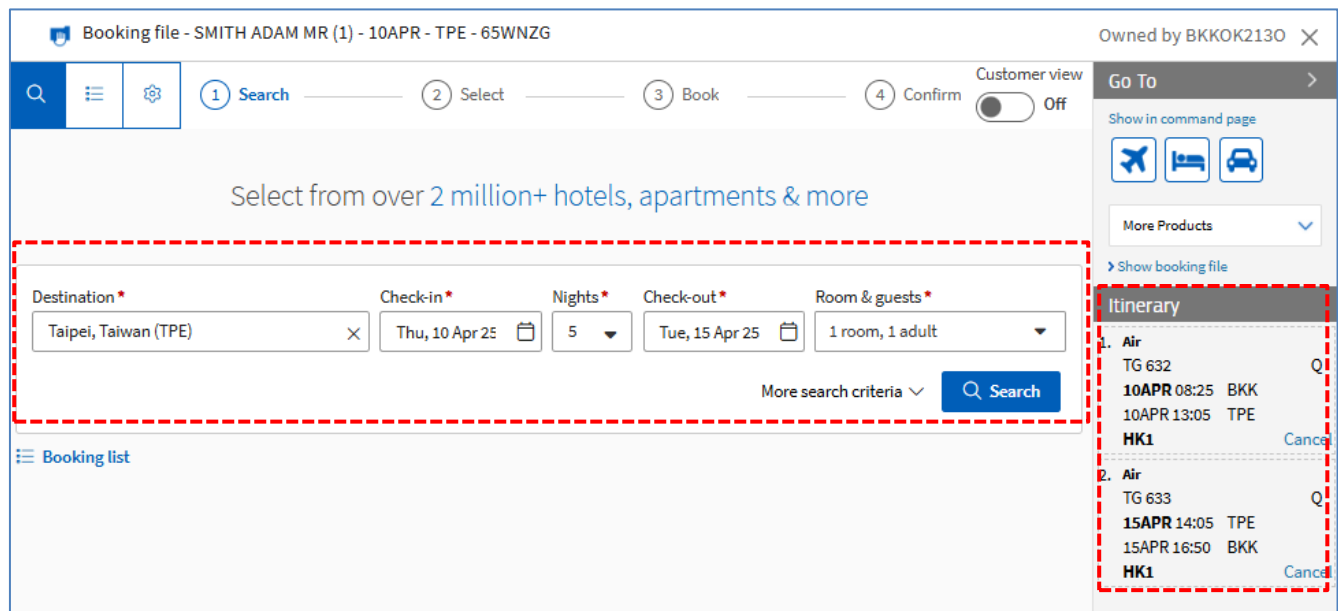 Booking file - SMITH ADAM MR (1) - 10APR - TPE - 65WNZG
Owned by BKKOK213O
1 Search
2 Select
3 Book
4 Confirm
Customer view
Off
Select from over 2 million+ hotels, apartments & more
Destination *
Check-in *
Nights *
Check-out *
Room & guests *
Taipei, Taiwan (TPE)
Thu, 10 Apr 25
5
Tue, 15 Apr 25
1 room, 1 adult
More search criteria
Search
Booking list
Go To
Show in command page
More Products
Show booking file
Itinerary
1. Air
TG 632 Q
10APR 08:25 BKK
10APR 13:05 TPE
HK1 Cancel
2. Air
TG 633 Q
15APR 14:05 TPE
15APR 16:50 BKK
HK1 Cancel